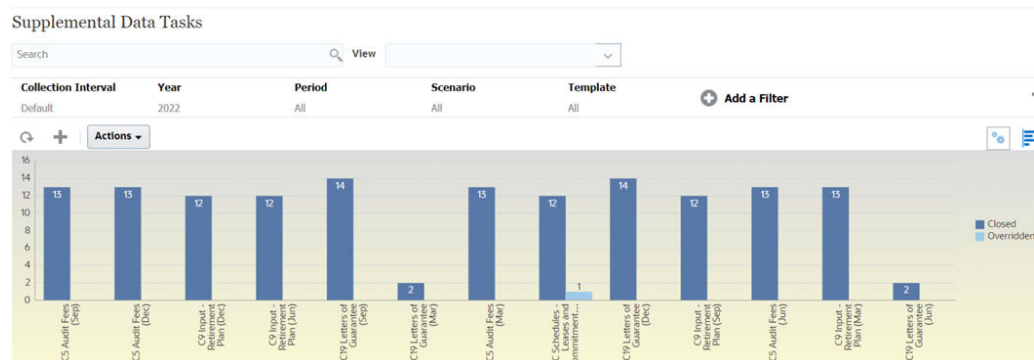 Supplemental Data Tasks
Search
View
Collection Interval Year Period Scenario Template
Default 2022 All All All
Add a Filter
Actions
16
14
12
10
8
6
4
2
0
13 13 12 12 14 2 13 12 1 14 12 13 13 2
Closed
Overridden
C5 Audit Fees
(Sep)
C5 Audit Fees
(Dec)
C9 Input -
Retirement
Plan (Dec)
C9 Input -
Retirement
Plan (Jun)
C19 Letters of
Guarantee
(Sep)
C19 Letters of
Guarantee
(Mar)
C5 Audit Fees
(Mar)
C Schedules -
Leases and
Commitment...
C19 Letters of
Guarantee
(Dec)
C9 Input -
Retirement
Plan (Sep)
C5 Audit Fees
(Jun)
C9 Input -
Retirement
Plan (Mar)
C19 Letters of
Guarantee
(Jun)